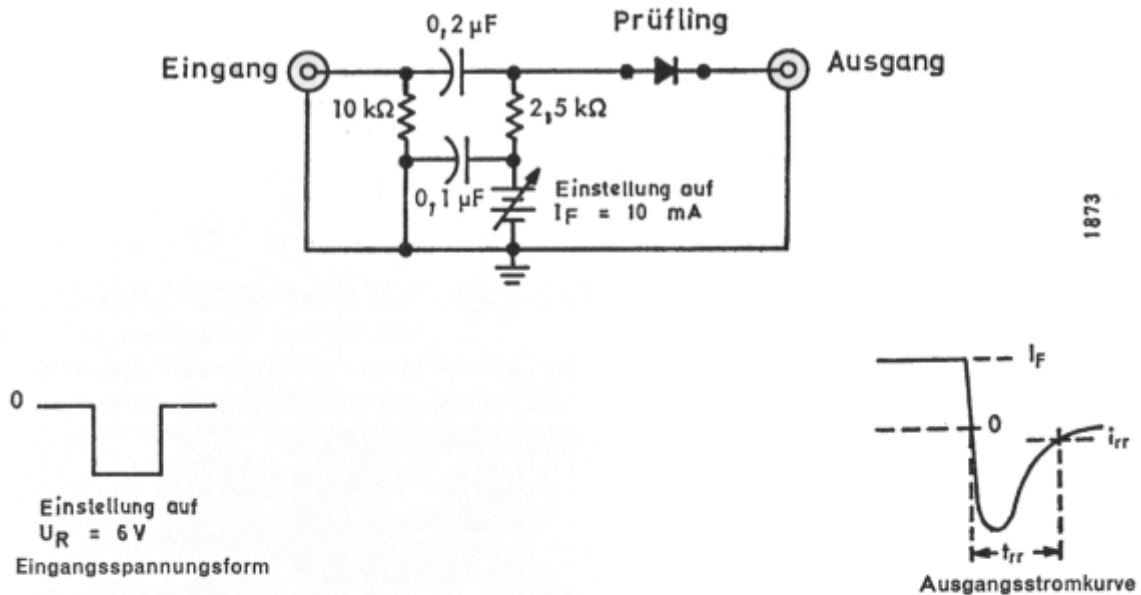 0,2 µF
Prüfling
Eingang
Ausgang
10 kΩ
2,5 kΩ
0,1 µF
Einstellung auf
IF = 10 mA
1873
0
Einstellung auf
UR = 6 V
Eingangsspannungsform
IF
0
irr
trr
Ausgangsstromkurve